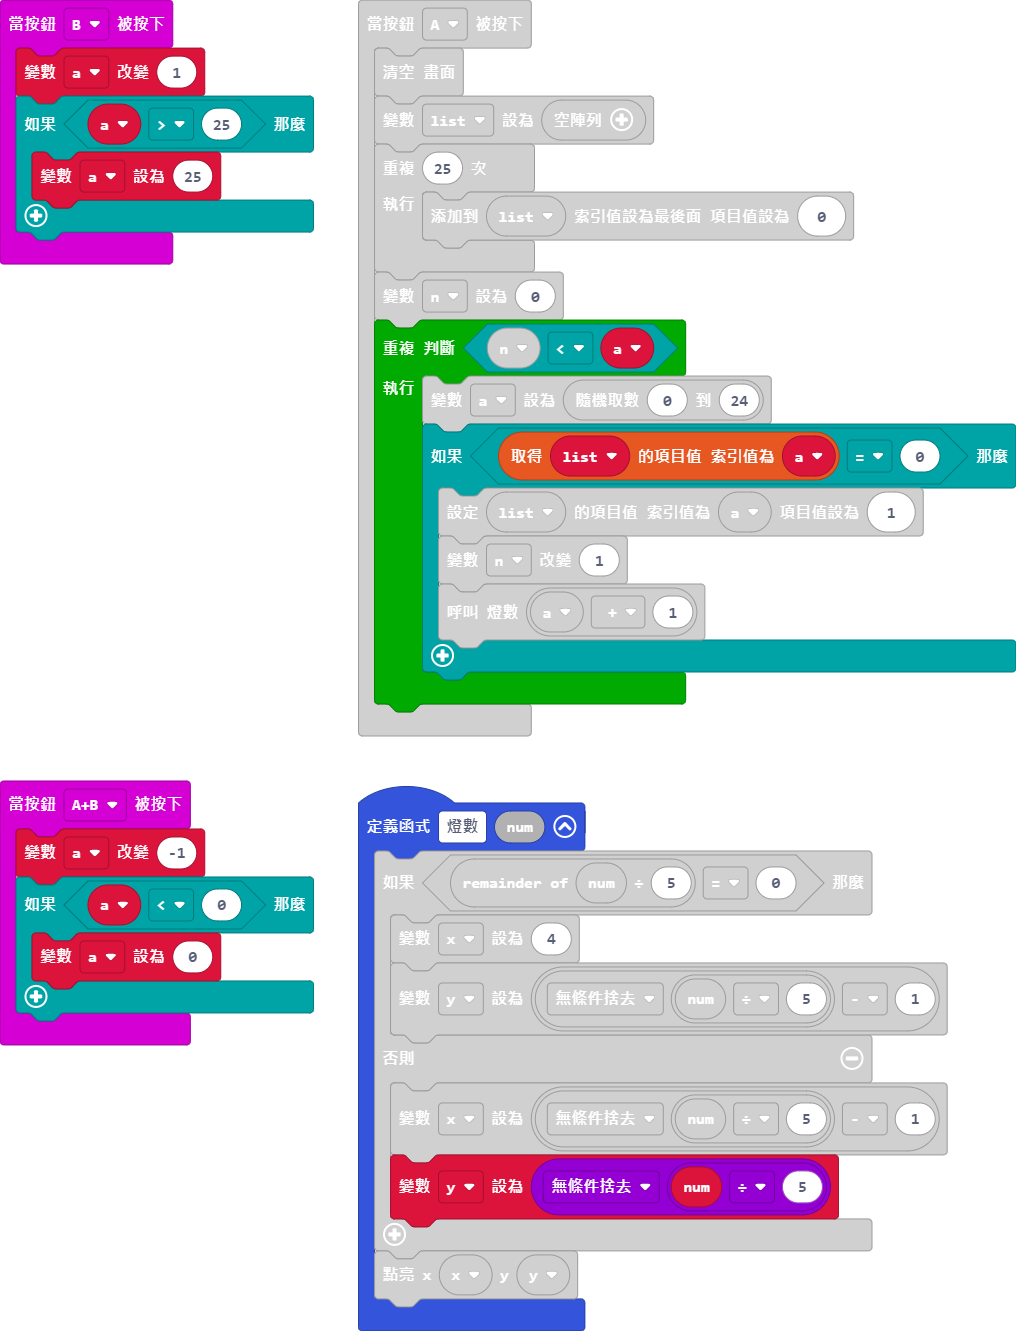 當按鈕 B 被按下
變數 a 改變 1
如果 a > 25 那麼
變數 a 設為 25
當按鈕 A 被按下
清空 畫面
變數 list 設為 空陣列
重複 25 次
執行 添加到 list 索引值設為最後面 項目值設為 0
變數 n 設為 0
重複 判斷 n < a
執行 變數 a 設為 隨機取數 0 到 24
如果 取得 list 的項目值 索引值為 a = 0 那麼
設定 list 的項目值 索引值為 a 項目值設為 1
變數 n 改變 1
呼叫 燈數 a + 1
當按鈕 A+B 被按下
變數 a 改變 -1
如果 a < 0 那麼
變數 a 設為 0
定義函式 燈數 num
如果 remainder of num ÷ 5 = 0 那麼
變數 x 設為 4
變數 y 設為 無條件捨去 num ÷ 5 - 1
否則
變數 x 設為 無條件捨去 num ÷ 5 - 1
變數 y 設為 無條件捨去 num ÷ 5
點亮 x x y y